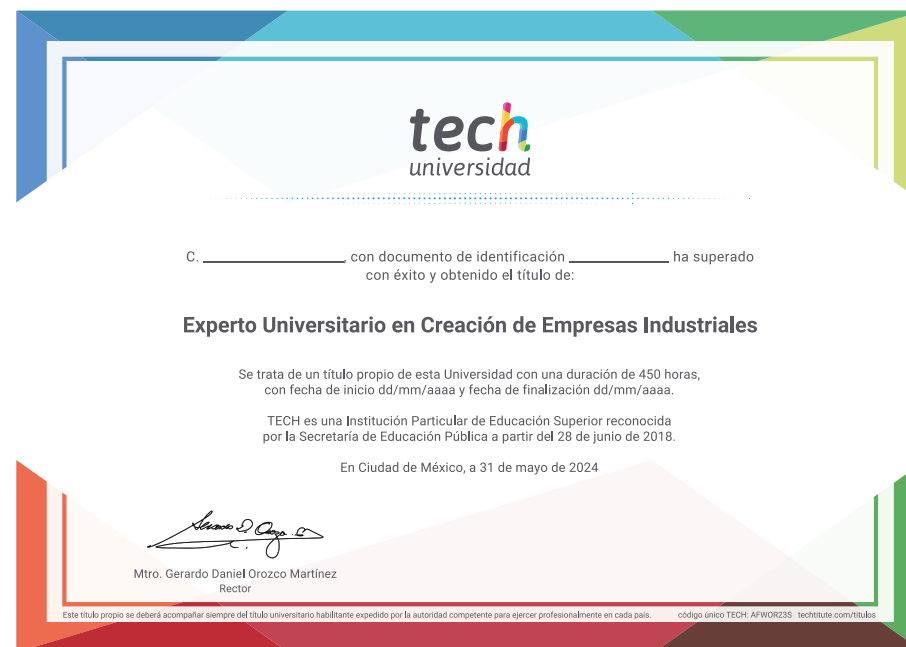 tech
universidad
C. ____________________, con documento de identificación ______________ ha superado
con éxito y obtenido el título de:
Experto Universitario en Creación de Empresas Industriales
Se trata de un título propio de esta Universidad con una duración de 450 horas,
con fecha de inicio dd/mm/aaaa y fecha de finalización dd/mm/aaaa.
TECH es una Institución Particular de Educación Superior reconocida
por la Secretaría de Educación Pública a partir del 28 de junio de 2018.
En Ciudad de México, a 31 de mayo de 2024
Mtro. Gerardo Daniel Orozco Martínez
Rector
Este título propio se deberá acompañar siempre del título universitario habilitante expedido por la autoridad competente para ejercer profesionalmente en cada país. código único TECH: AFWOR23S techtitute.com/titulos